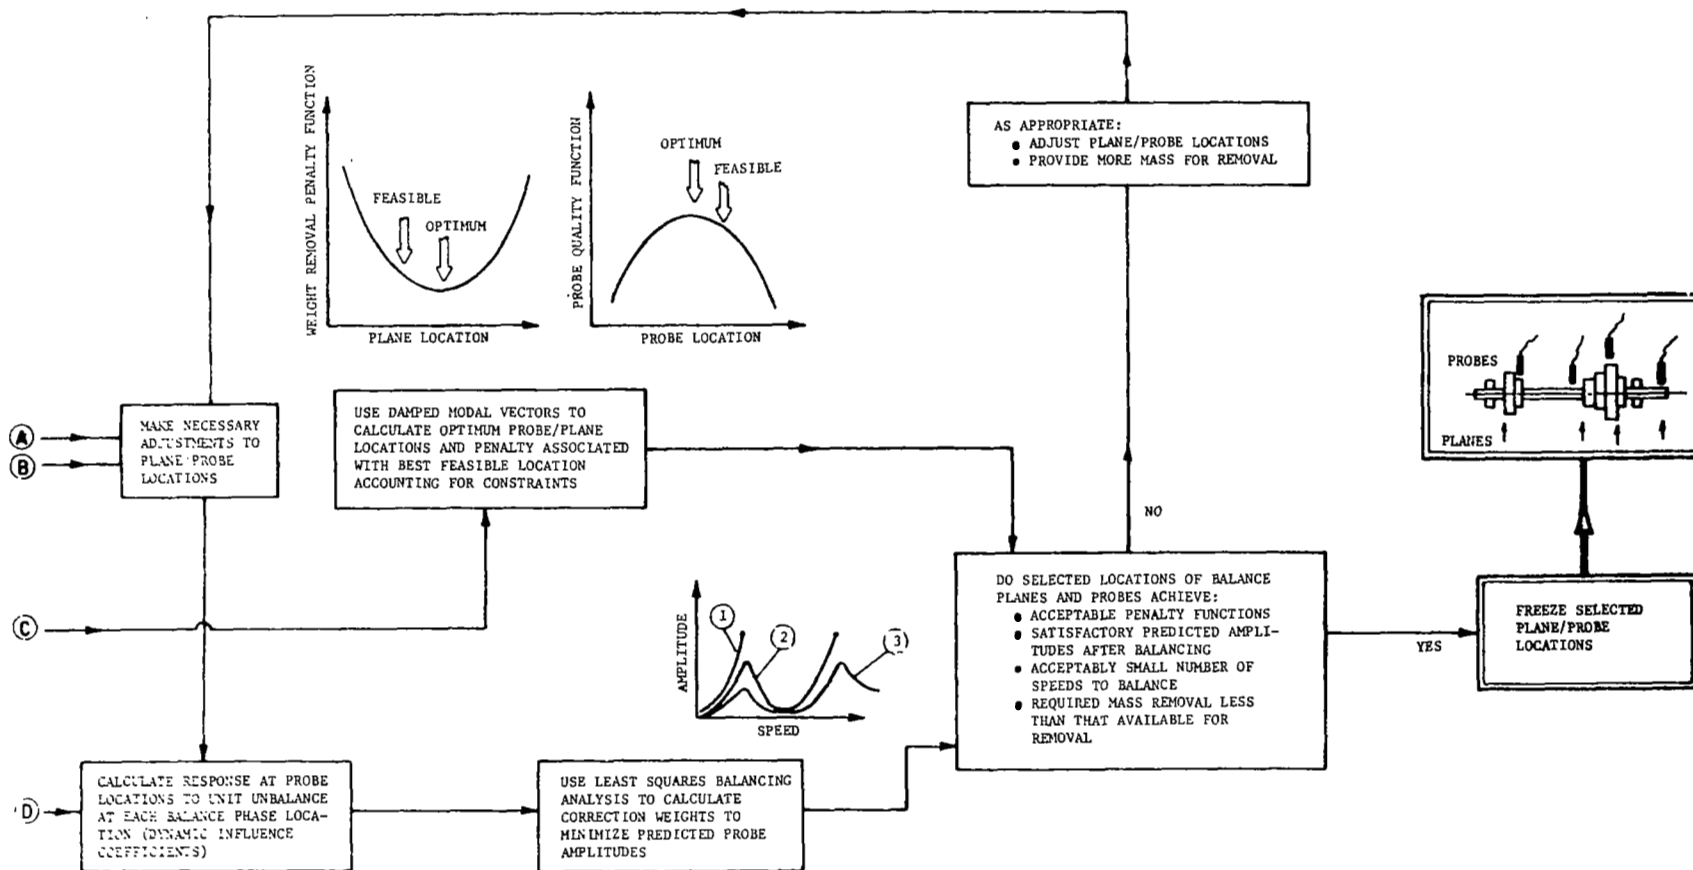 AS APPROPRIATE:
• ADJUST PLANE/PROBE LOCATIONS
• PROVIDE MORE MASS FOR REMOVAL
WEIGHT REMOVAL PENALTY FUNCTION
FEASIBLE
OPTIMUM
PLANE LOCATION
PROBE QUALITY FUNCTION
OPTIMUM
FEASIBLE
PROBE LOCATION
PROBES
PLANES
A
B
MAKE NECESSARY
ADJUSTMENTS TO
PLANE/PROBE
LOCATIONS
USE DAMPED MODAL VECTORS TO
CALCULATE OPTIMUM PROBE/PLANE
LOCATIONS AND PENALTY ASSOCIATED
WITH BEST FEASIBLE LOCATION
ACCOUNTING FOR CONSTRAINTS
NO
C
AMPLITUDE
1
2
3
SPEED
DO SELECTED LOCATIONS OF BALANCE
PLANES AND PROBES ACHIEVE:
• ACCEPTABLE PENALTY FUNCTIONS
• SATISFACTORY PREDICTED AMPLI-
TUDES AFTER BALANCING
• ACCEPTABLY SMALL NUMBER OF
SPEEDS TO BALANCE
• REQUIRED MASS REMOVAL LESS
THAN THAT AVAILABLE FOR
REMOVAL
YES
FREEZE SELECTED
PLANE/PROBE
LOCATIONS
D
CALCULATE RESPONSE AT PROBE
LOCATIONS TO UNIT UNBALANCE
AT EACH BALANCE PHASE LOCA-
TION (DYNAMIC INFLUENCE
COEFFICIENTS)
USE LEAST SQUARES BALANCING
ANALYSIS TO CALCULATE
CORRECTION WEIGHTS TO
MINIMIZE PREDICTED PROBE
AMPLITUDES